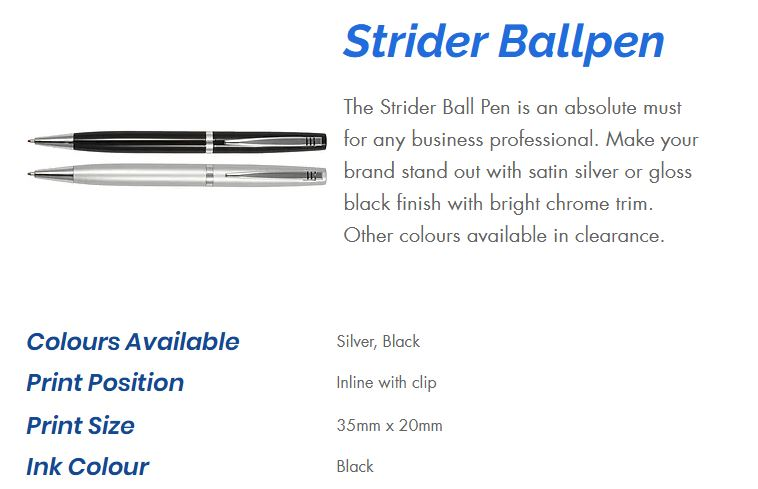 Strider Ballpen
The Strider Ball Pen is an absolute must
for any business professional. Make your
brand stand out with satin silver or gloss
black finish with bright chrome trim.
Other colours available in clearance.
Colours Available Silver, Black
Print Position Inline with clip
Print Size 35mm x 20mm
Ink Colour Black